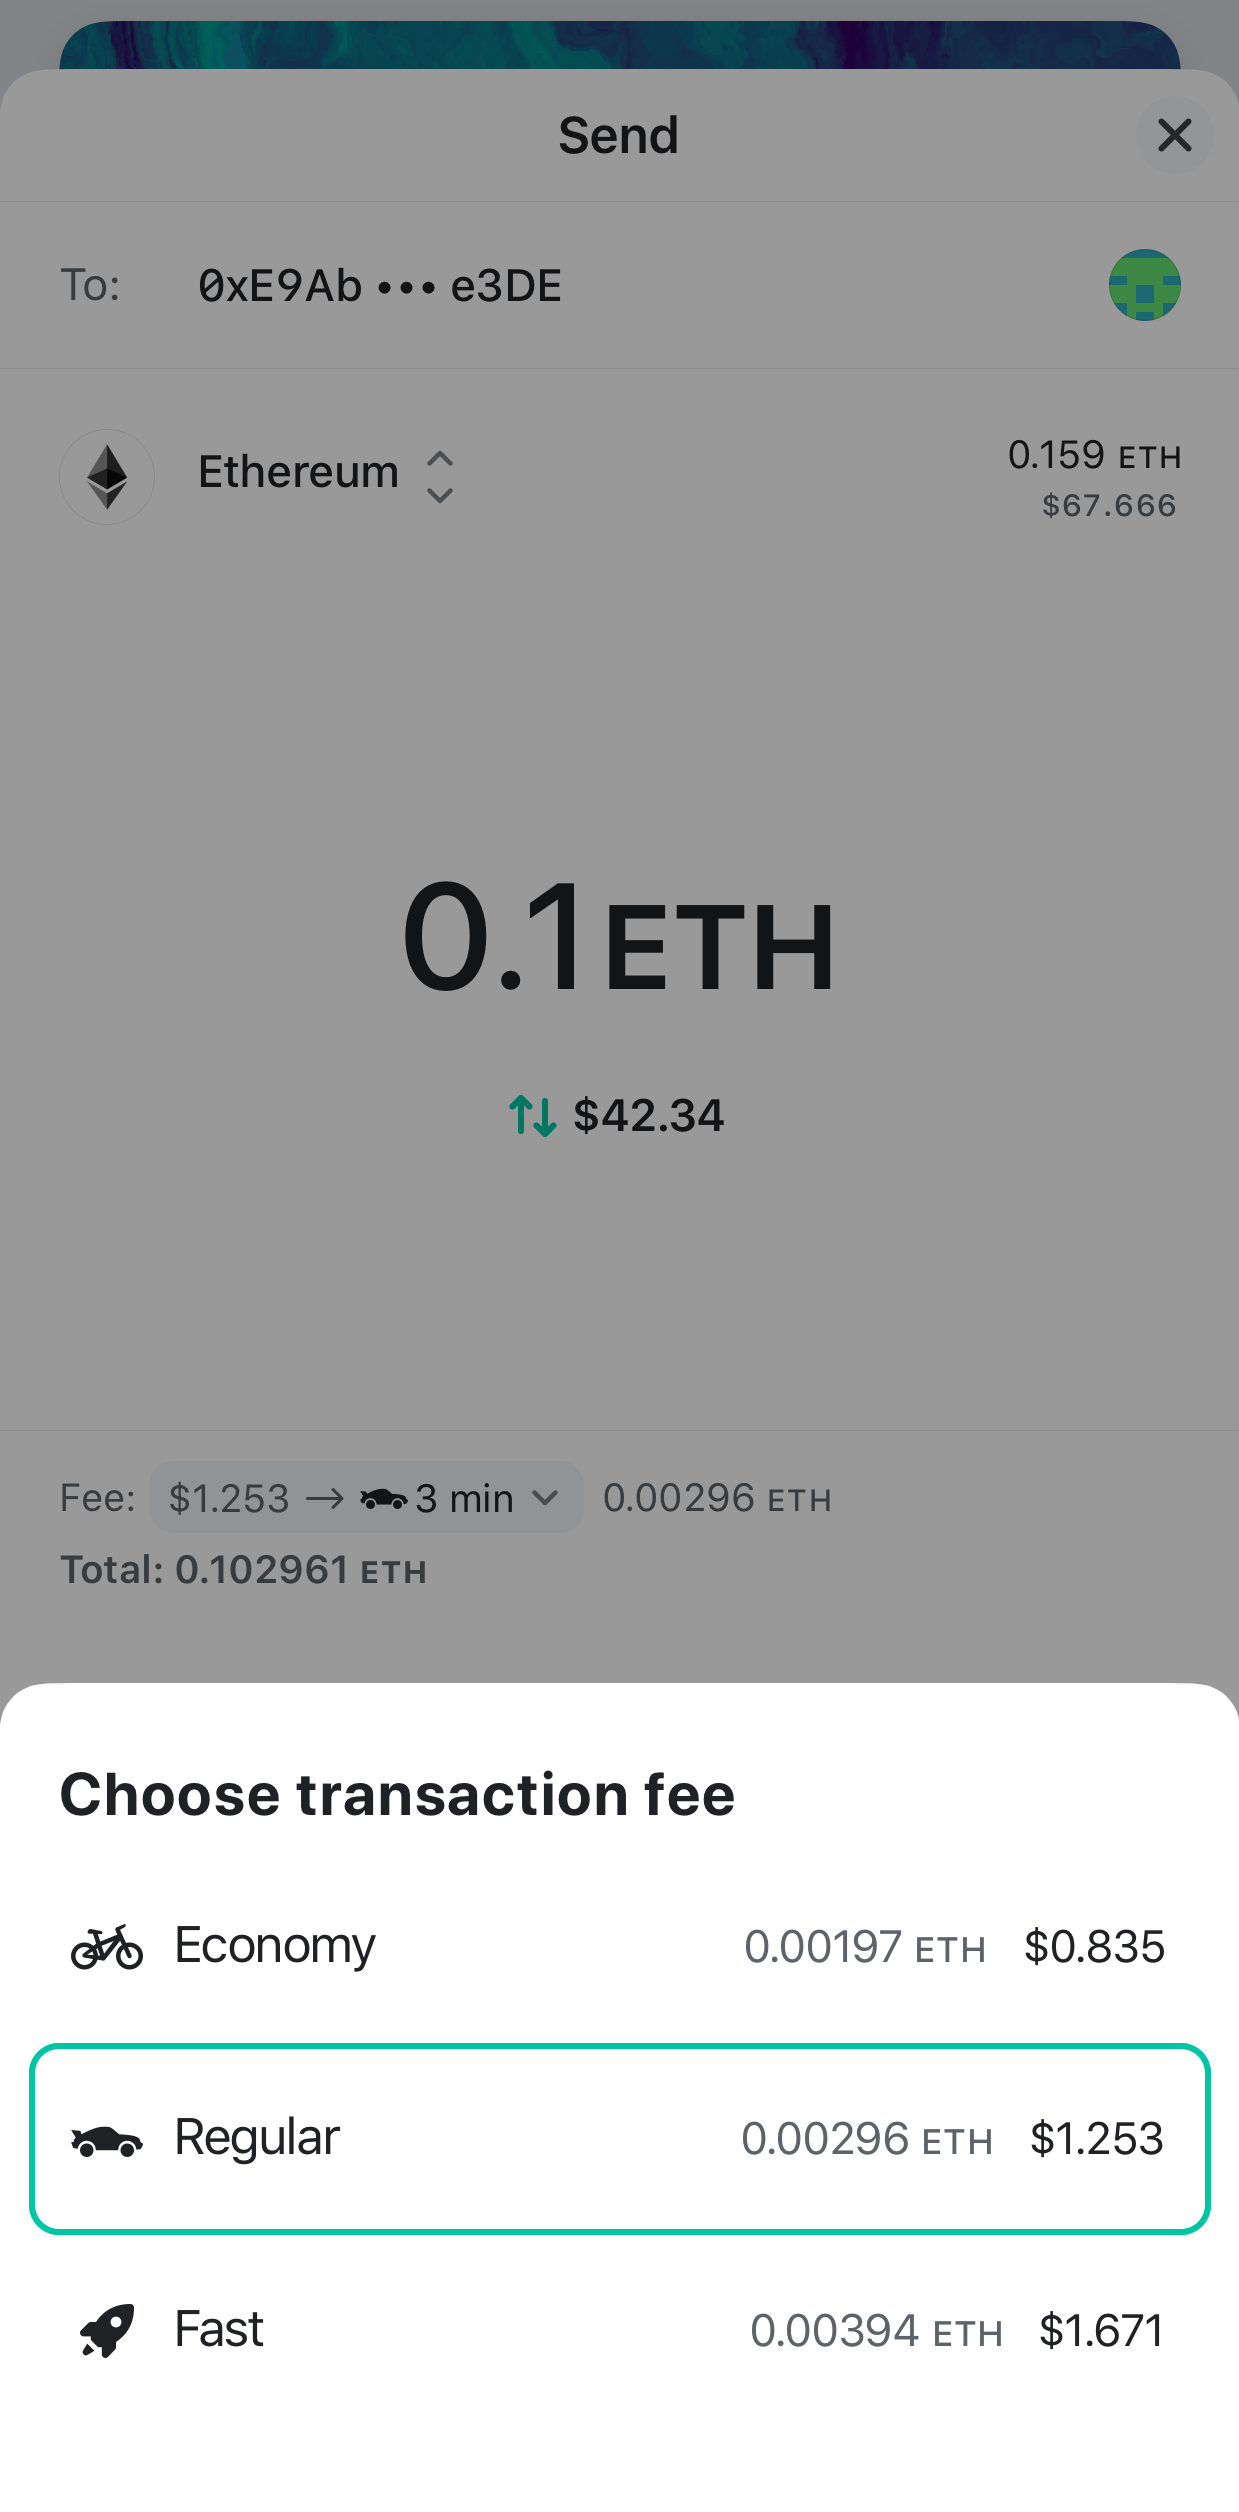 Send
To: 0xE9Ab ••• e3DE
Ethereum 0.159 ETH
$67.666
0.1 ETH
$42.34
Fee: $1.253 → 3 min 0.00296 ETH
Total: 0.102961 ETH
Choose transaction fee
Economy 0.00197 ETH $0.835
Regular 0.00296 ETH $1.253
Fast 0.00394 ETH $1.671